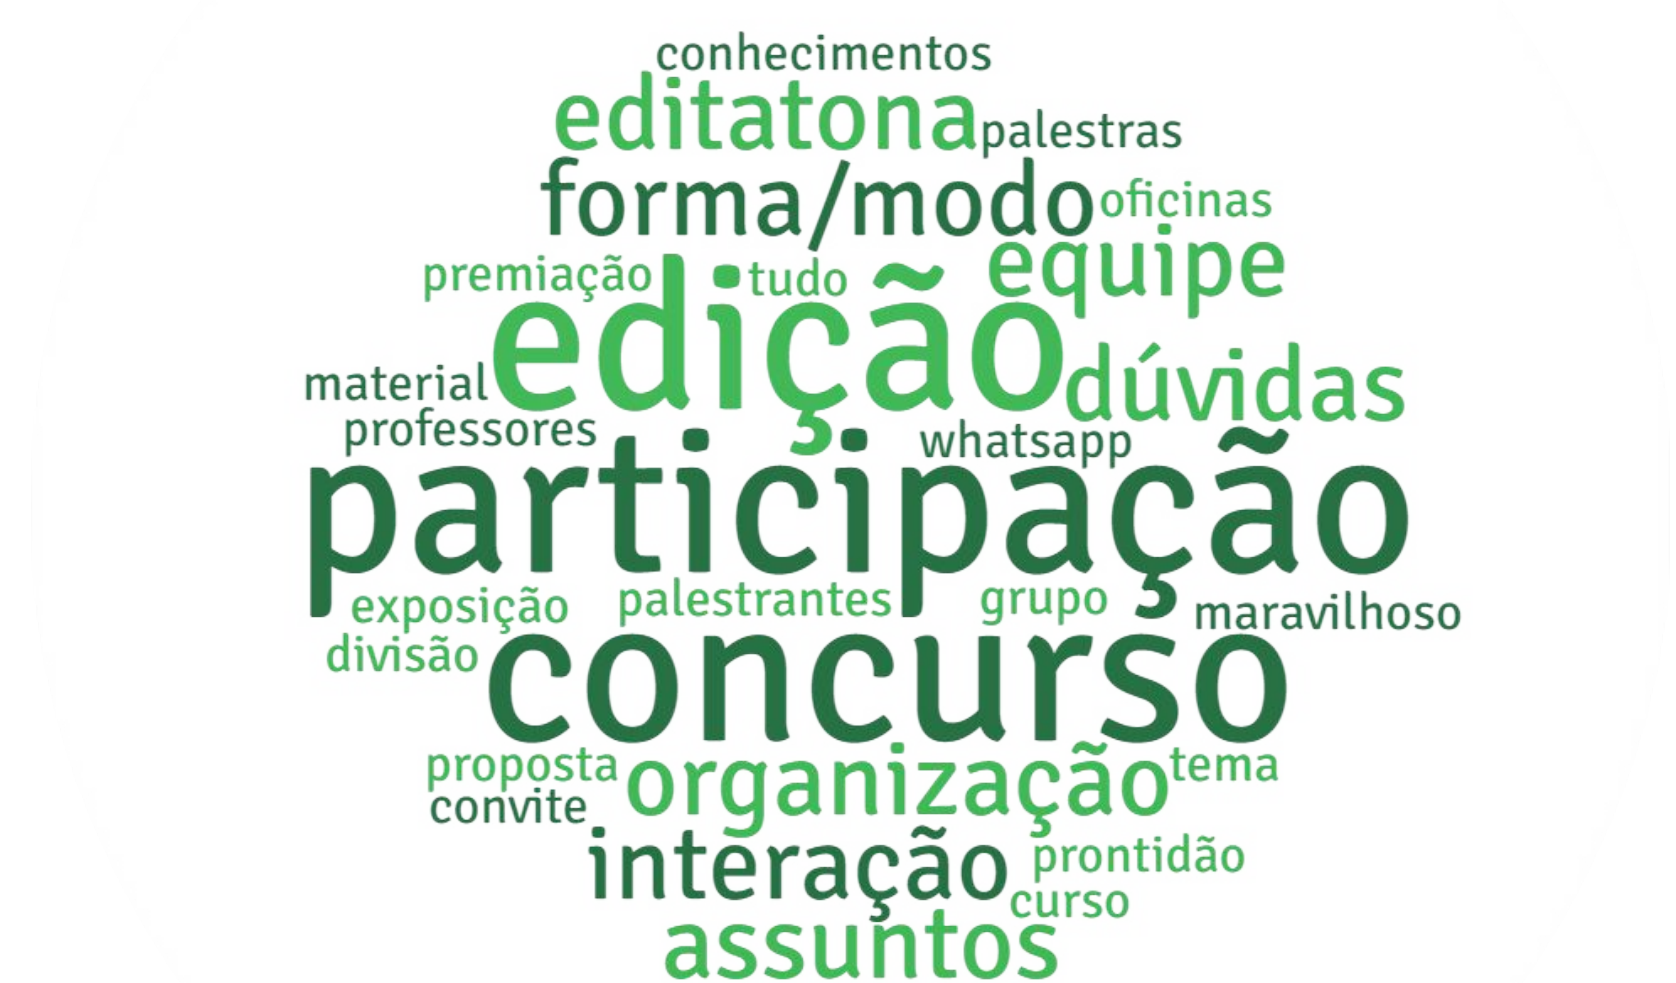 conhecimentos
editatona palestras
forma/modo oficinas
equipe
premiação tudo
edição
material dúvidas
professores whatsapp
participação
exposição palestrantes grupo maravilhoso
divisão
concurso
proposta organização tema
convite
interação prontidão
curso
assuntos